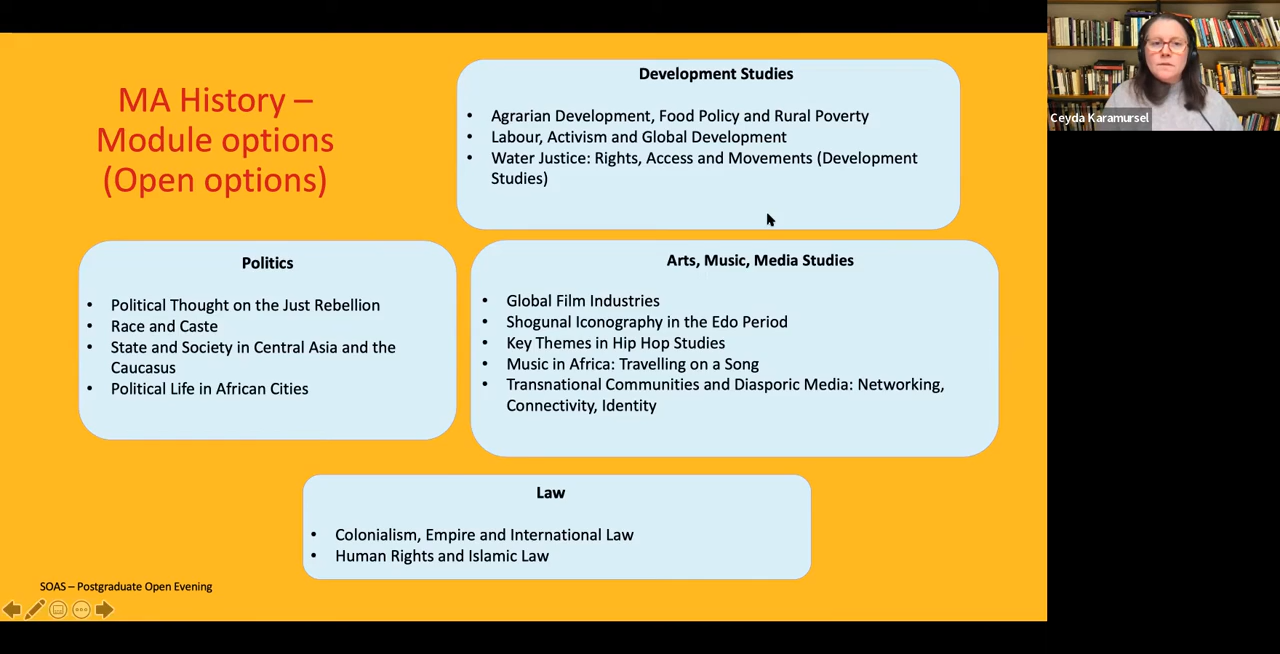 MA History –
Module options
(Open options)
Development Studies
• Agrarian Development, Food Policy and Rural Poverty
• Labour, Activism and Global Development
• Water Justice: Rights, Access and Movements (Development
Studies)
Politics
• Political Thought on the Just Rebellion
• Race and Caste
• State and Society in Central Asia and the
Caucasus
• Political Life in African Cities
Arts, Music, Media Studies
• Global Film Industries
• Shogunal Iconography in the Edo Period
• Key Themes in Hip Hop Studies
• Music in Africa: Travelling on a Song
• Transnational Communities and Diasporic Media: Networking,
Connectivity, Identity
Law
• Colonialism, Empire and International Law
• Human Rights and Islamic Law
SOAS – Postgraduate Open Evening
Ceyda Karamursel